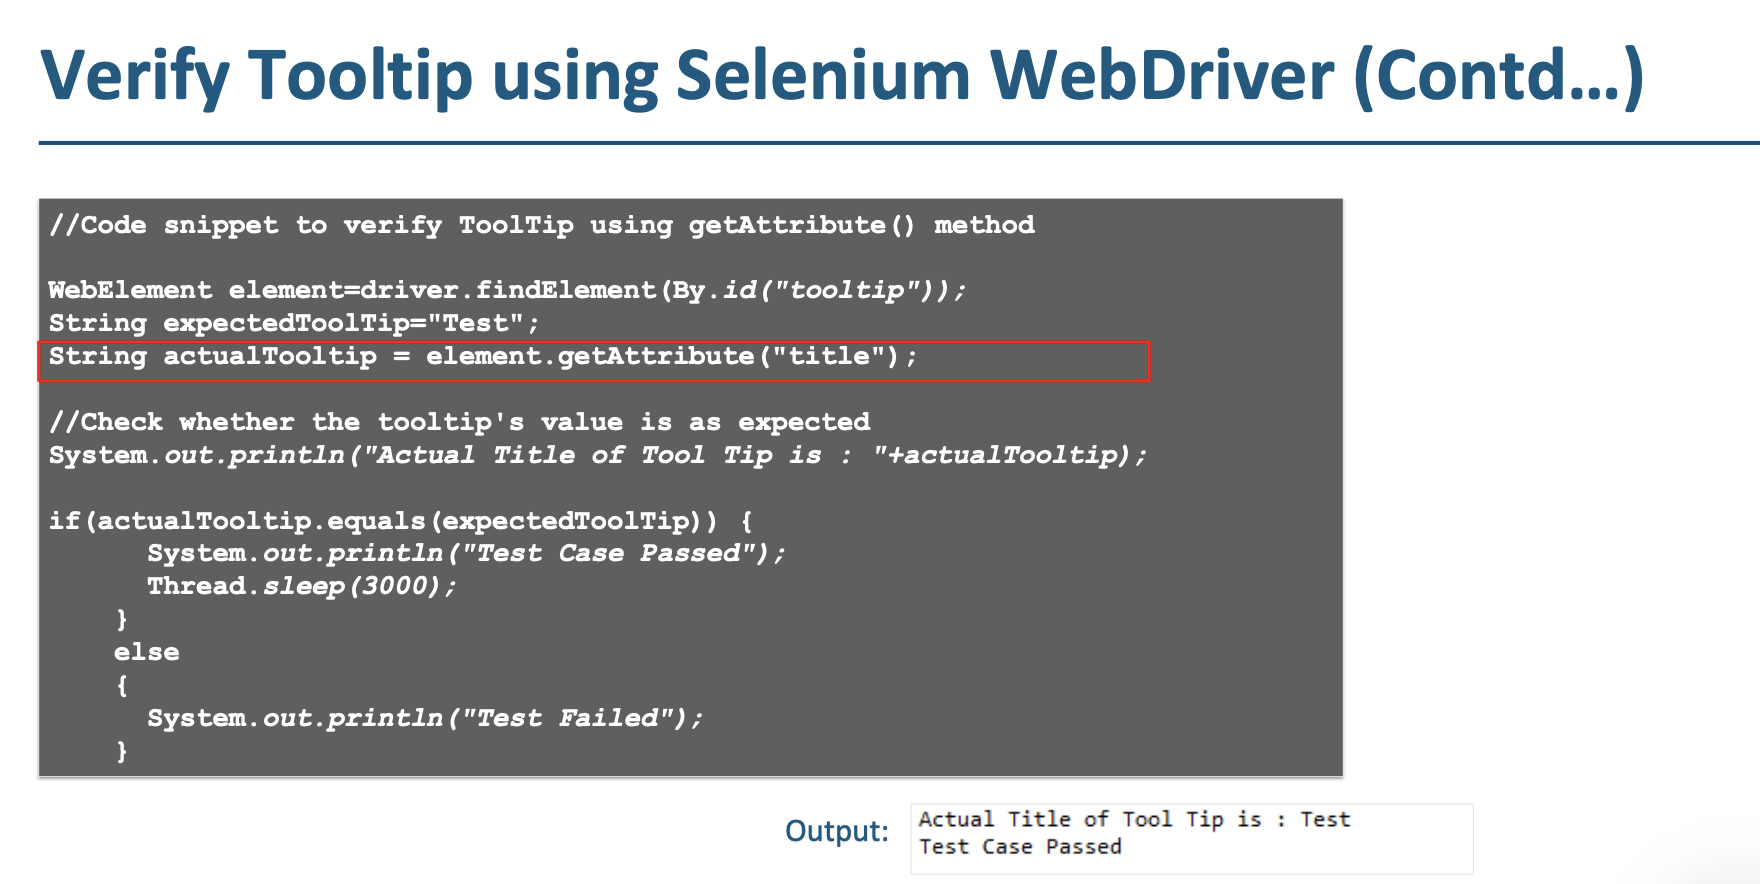 Verify Tooltip using Selenium WebDriver (Contd...)
//Code snippet to verify ToolTip using getAttribute() method
WebElement element=driver.findElement(By.id("tooltip"));
String expectedToolTip="Test";
String actualTooltip = element.getAttribute("title");
//Check whether the tooltip's value is as expected
System.out.println("Actual Title of Tool Tip is : "+actualTooltip);
if(actualTooltip.equals(expectedToolTip)) {
System.out.println("Test Case Passed");
Thread.sleep(3000);
}
else
{
System.out.println("Test Failed");
}
Output:
Actual Title of Tool Tip is : Test
Test Case Passed